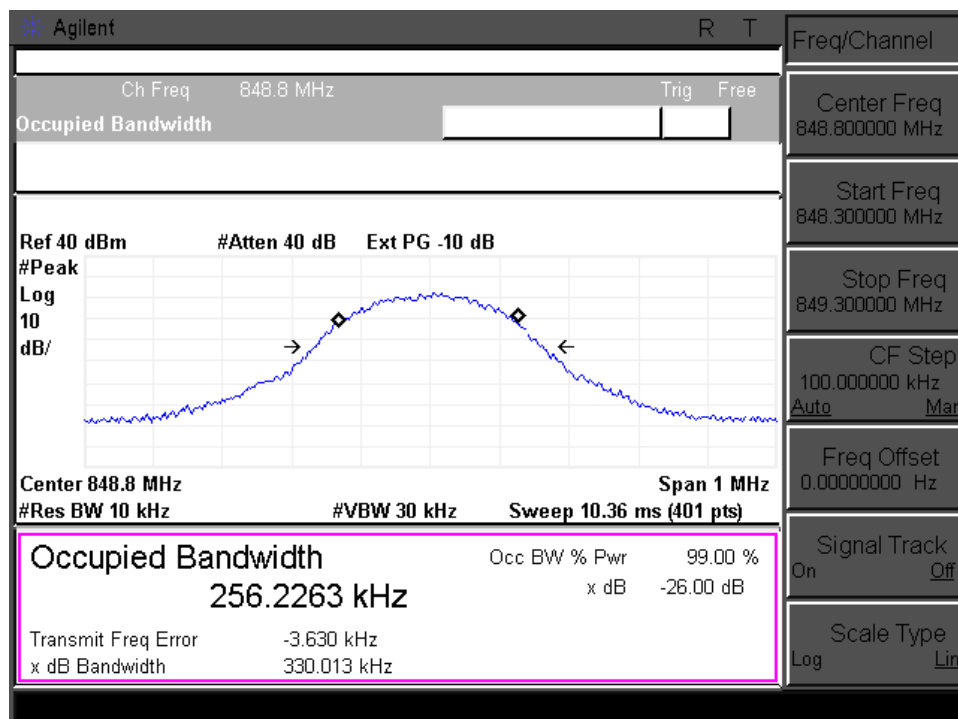 Agilent R T
Ch Freq 848.8 MHz Trig Free
Occupied Bandwidth
Ref 40 dBm #Atten 40 dB Ext PG -10 dB
#Peak
Log
10
dB/
Center 848.8 MHz Span 1 MHz
#Res BW 10 kHz #VBW 30 kHz Sweep 10.36 ms (401 pts)
Occupied Bandwidth Occ BW % Pwr 99.00 %
256.2263 kHz x dB -26.00 dB
Transmit Freq Error -3.630 kHz
x dB Bandwidth 330.013 kHz
Freq/Channel
Center Freq
848.800000 MHz
Start Freq
848.300000 MHz
Stop Freq
849.300000 MHz
CF Step
100.000000 kHz
Auto Man
Freq Offset
0.00000000 Hz
Signal Track
On Off
Scale Type
Log Lin